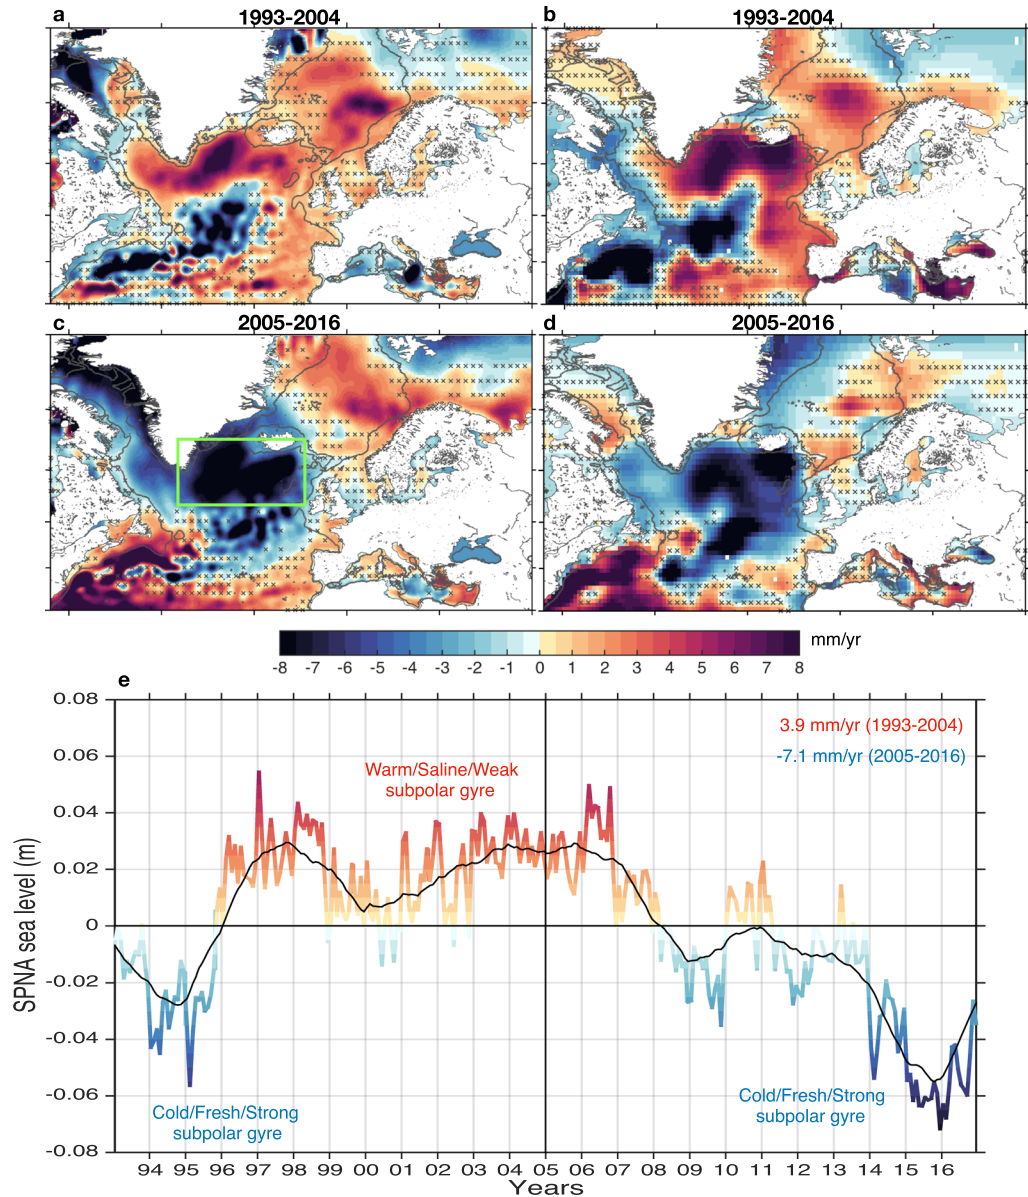 a
1993-2004
b
1993-2004
c
2005-2016
d
2005-2016
-8 -7 -6 -5 -4 -3 -2 -1 0 1 2 3 4 5 6 7 8
mm/yr
e
0.08
0.06
0.04
0.02
0
-0.02
-0.04
-0.06
-0.08
SPNA sea level (m)
3.9 mm/yr (1993-2004)
-7.1 mm/yr (2005-2016)
Warm/Saline/Weak
subpolar gyre
Cold/Fresh/Strong
subpolar gyre
Cold/Fresh/Strong
subpolar gyre
94 95 96 97 98 99 00 01 02 03 04 05 06 07 08 09 10 11 12 13 14 15 16
Years